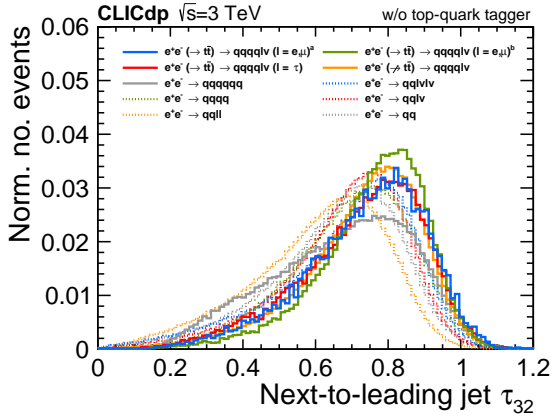 CLICdp √s=3 TeV w/o top-quark tagger
e⁺e⁻ (→ tt̄) → qqqqlν (l = e,μ)ᵃ
e⁺e⁻ (→ tt̄) → qqqqlν (l = e,μ)ᵇ
e⁺e⁻ (→ tt̄) → qqqqlν (l = τ)
e⁺e⁻ (↛ tt̄) → qqqqlν
e⁺e⁻ → qqqqqq
e⁺e⁻ → qqlνlν
e⁺e⁻ → qqqq
e⁺e⁻ → qqlν
e⁺e⁻ → qqll
e⁺e⁻ → qq
Norm. no. events
0.06
0.05
0.04
0.03
0.02
0.01
0
0 0.2 0.4 0.6 0.8 1 1.2
Next-to-leading jet τ₃₂